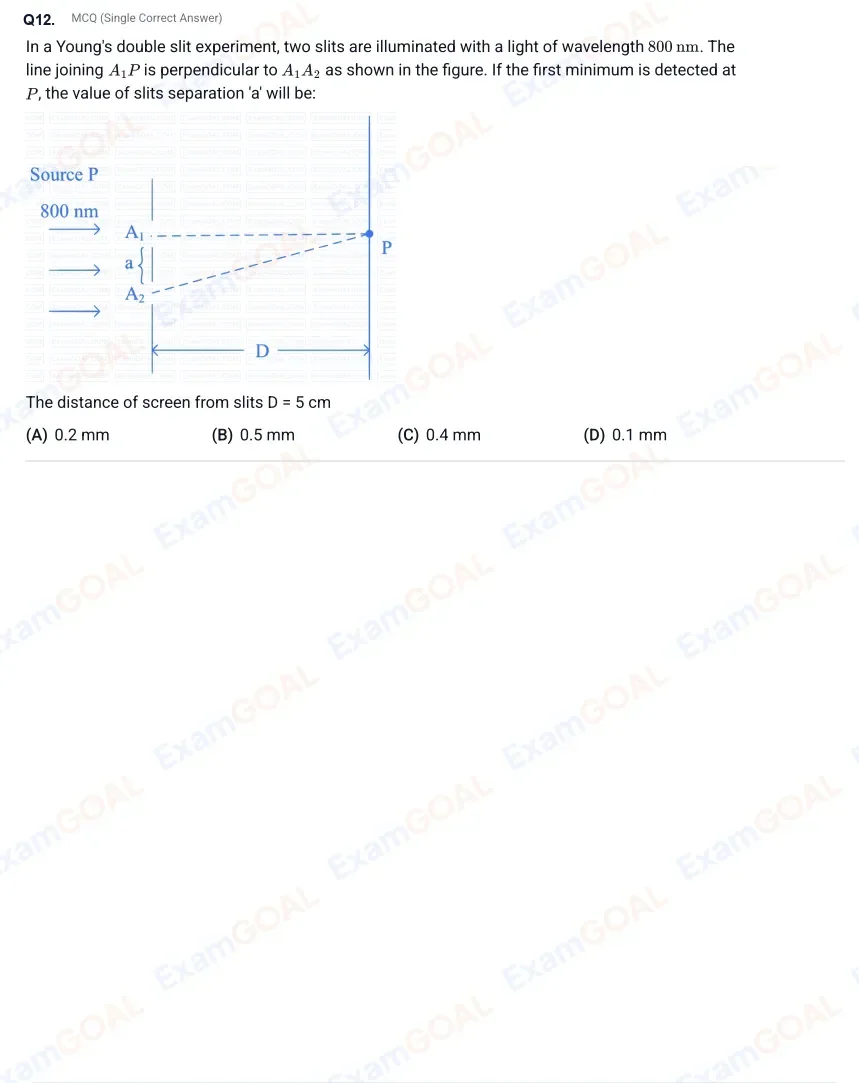 Q12. MCQ (Single Correct Answer)
In a Young's double slit experiment, two slits are illuminated with a light of wavelength 800 nm. The
line joining A₁P is perpendicular to A₁A₂ as shown in the figure. If the first minimum is detected at
P, the value of slits separation 'a' will be:
Source P
800 nm
A₁
P
a {
A₂
D
The distance of screen from slits D = 5 cm
(A) 0.2 mm (B) 0.5 mm (C) 0.4 mm (D) 0.1 mm
ExamGOAL